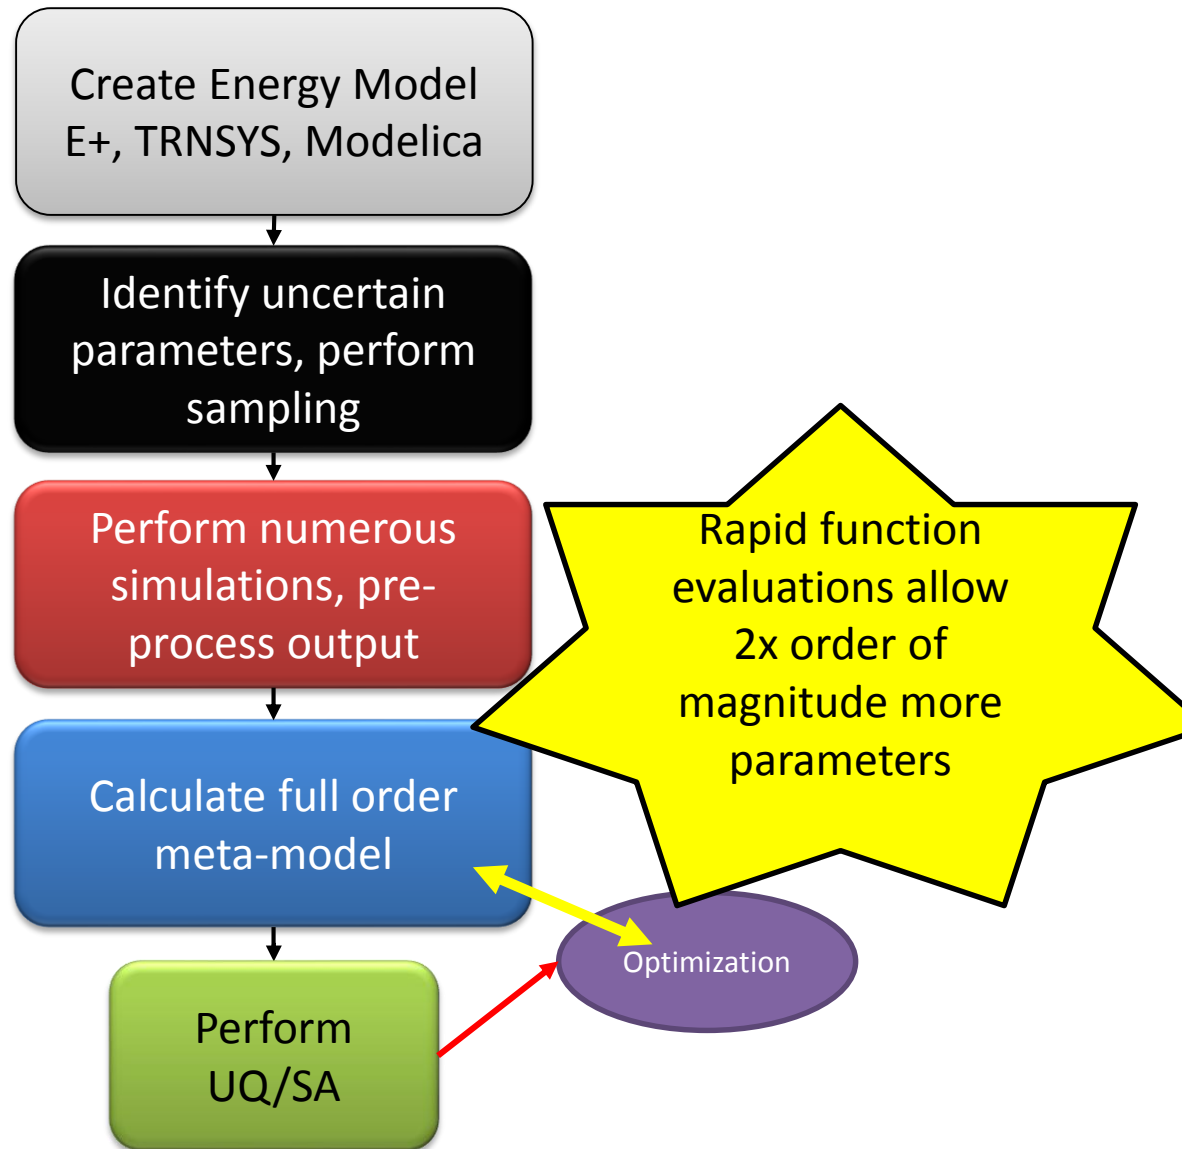 Create Energy Model
E+, TRNSYS, Modelica
Identify uncertain
parameters, perform
sampling
Perform numerous
simulations, pre-
process output
Rapid function
evaluations allow
2x order of
magnitude more
parameters
Calculate full order
meta-model
Optimization
Perform
UQ/SA